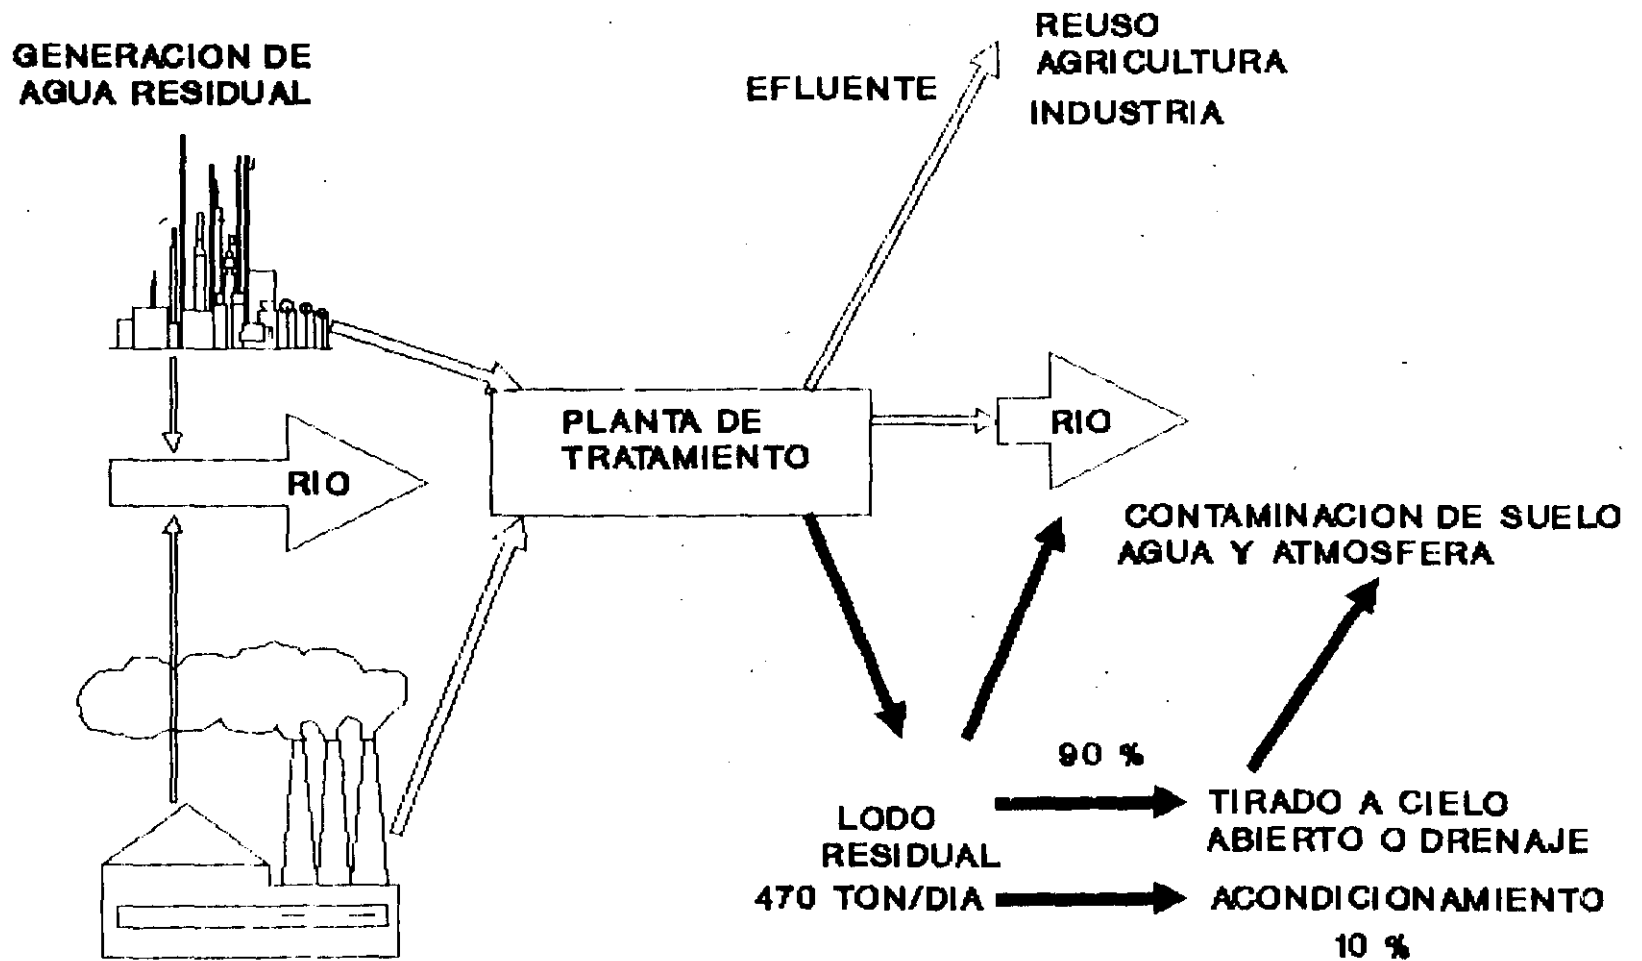 GENERACION DE
AGUA RESIDUAL
EFLUENTE
REUSO
AGRICULTURA
INDUSTRIA
PLANTA DE
TRATAMIENTO
RIO
RIO
CONTAMINACION DE SUELO
AGUA Y ATMOSFERA
90 %
LODO
RESIDUAL
470 TON/DIA
TIRADO A CIELO
ABIERTO O DRENAJE
ACONDICIONAMIENTO
10 %